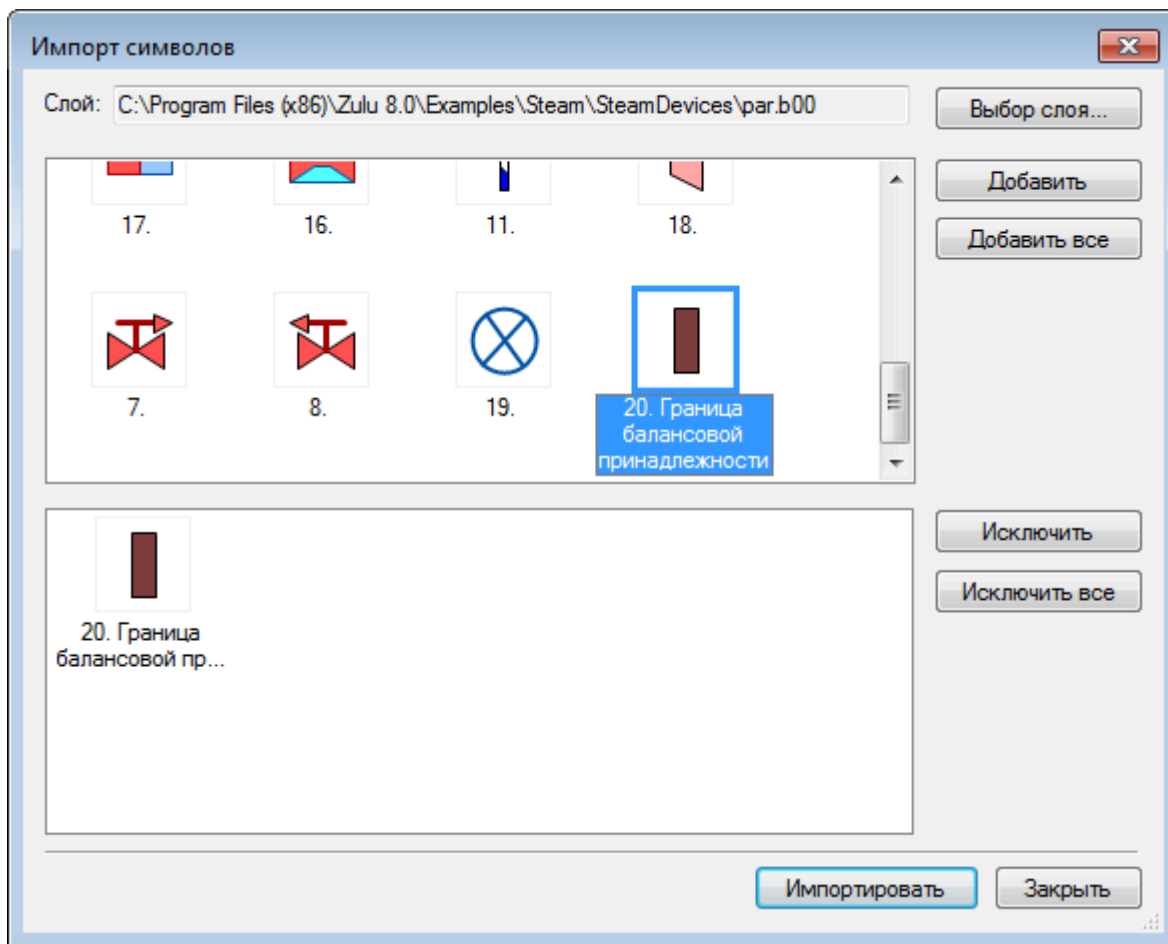 Импорт символов
Слой: C:\Program Files (x86)\Zulu 8.0\Examples\Steam\SteamDevices\par.b00
Выбор слоя...
Добавить
Добавить все
17. 16. 11. 18.
7. 8. 19. 20. Граница
балансовой
принадлежности
Исключить
Исключить все
20. Граница
балансовой пр...
Импортировать Закрыть